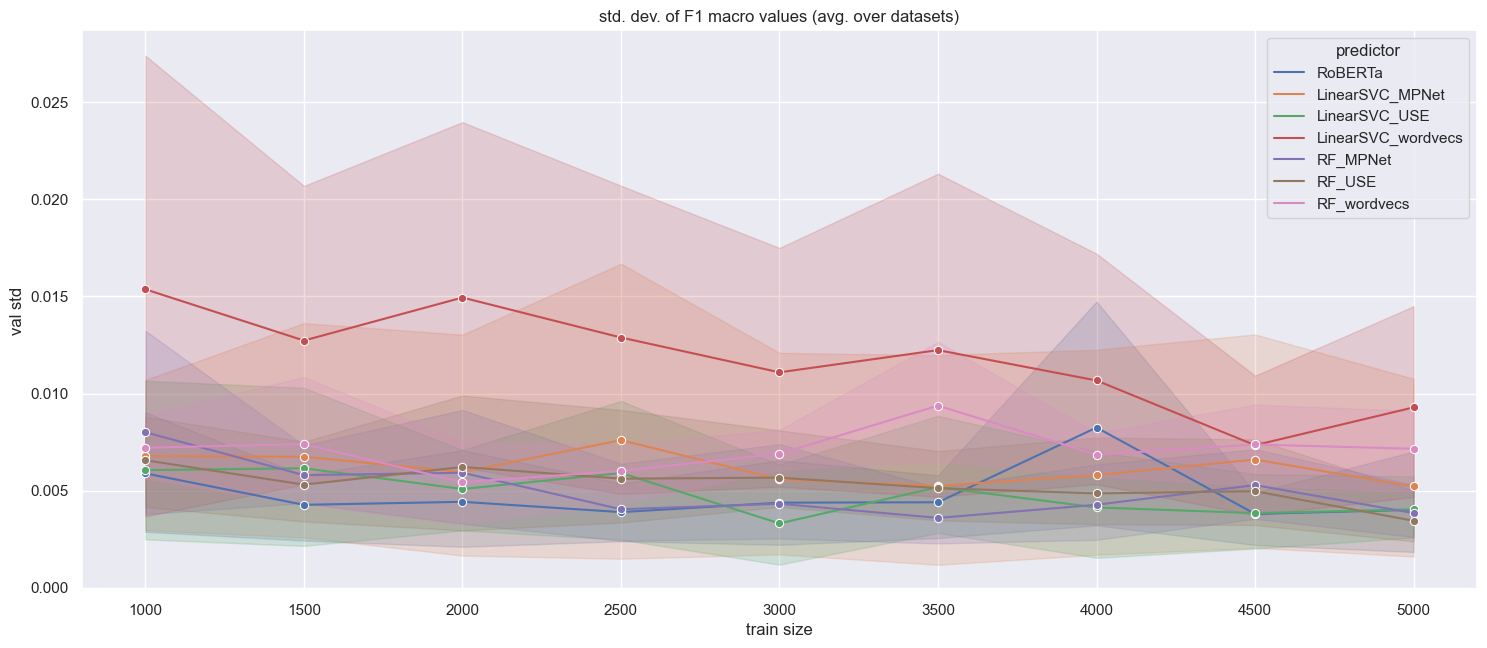 std. dev. of F1 macro values (avg. over datasets)
predictor
RoBERTa
LinearSVC_MPNet
LinearSVC_USE
LinearSVC_wordvecs
RF_MPNet
RF_USE
RF_wordvecs
val std
0.025
0.020
0.015
0.010
0.005
0.000
1000 1500 2000 2500 3000 3500 4000 4500 5000
train size